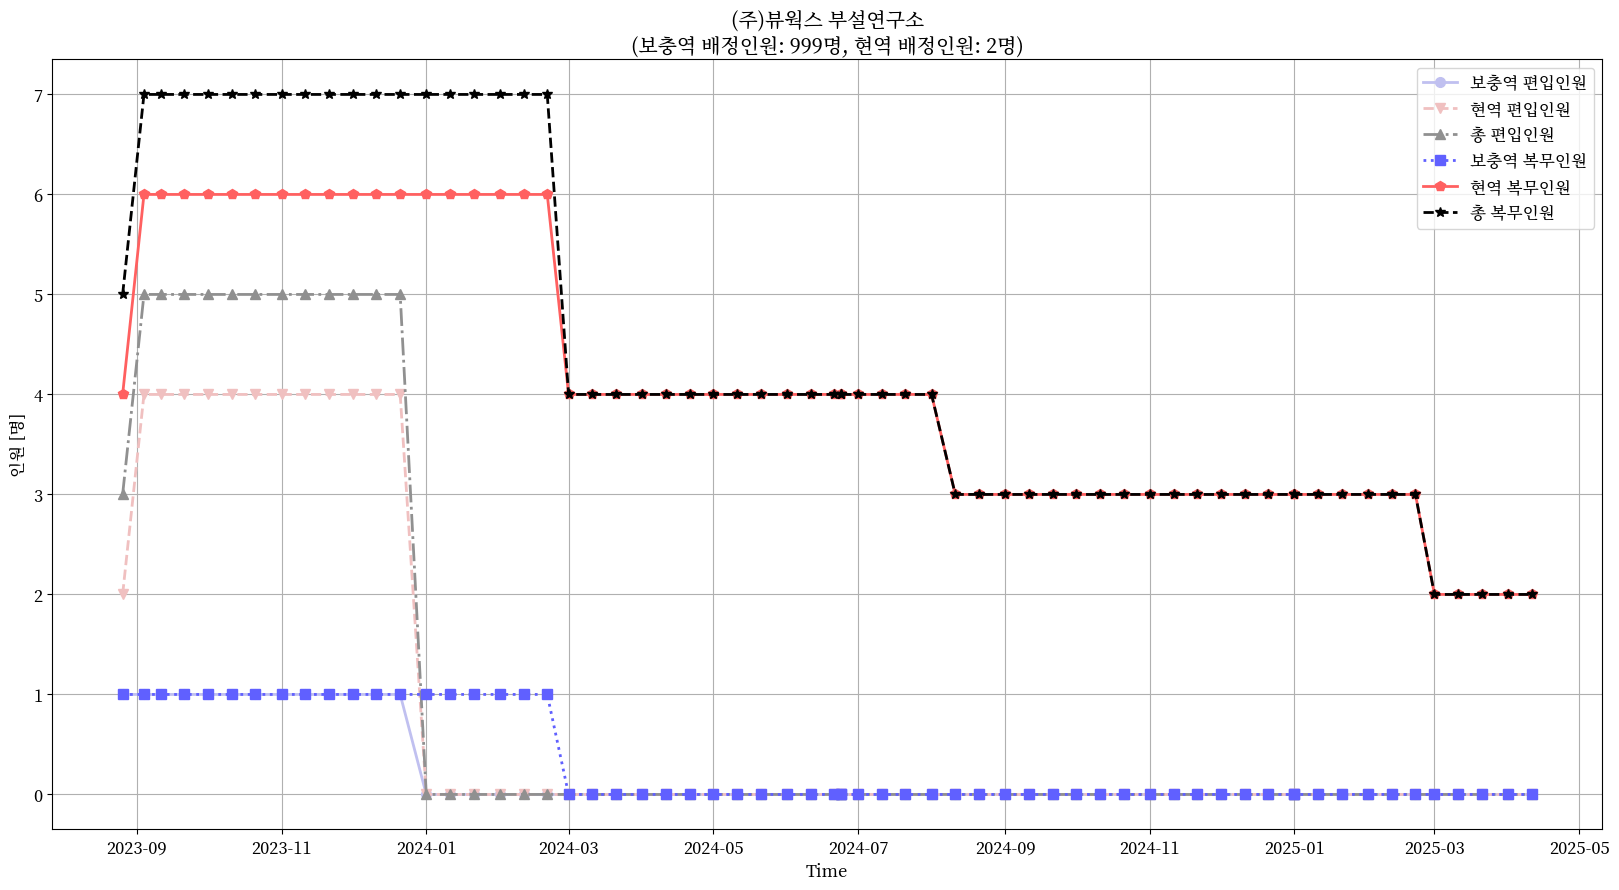 (주)뷰웍스 부설연구소
(보충역 배정인원: 999명, 현역 배정인원: 2명)
보충역 편입인원
현역 편입인원
총 편입인원
보충역 복무인원
현역 복무인원
총 복무인원
인원 [명]
7
6
5
4
3
2
1
0
2023-09
2023-11
2024-01
2024-03
2024-05
2024-07
2024-09
2024-11
2025-01
2025-03
2025-05
Time